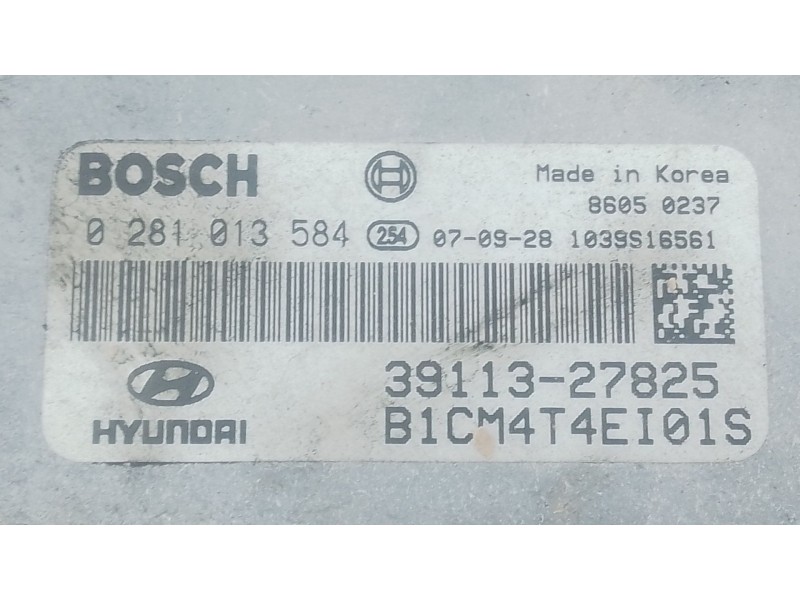 BOSCH
Made in Korea
8605 0237
0 281 013 584 254 07-09-28 1039S16561
HYUNDAI
39113-27825
B1CM4T4EI01S